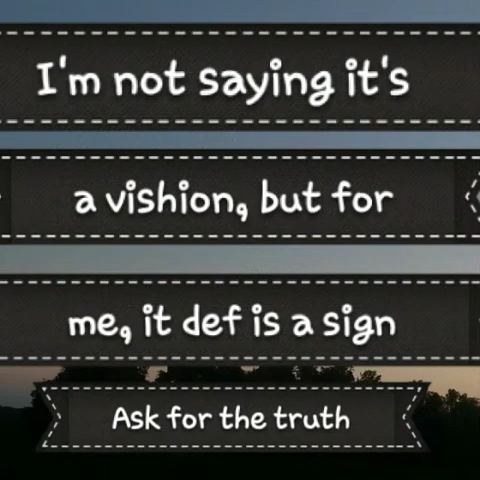 I'm not saying it's
a vishion, but for
me, it def is a sign
Ask for the truth